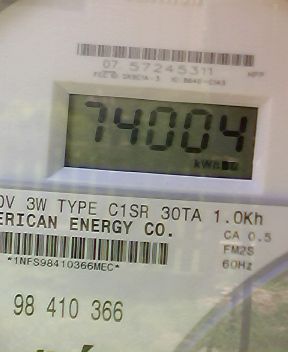 07 57245311
74004
kWh
0V 3W TYPE C1SR 30TA 1.0Kh
ERICAN ENERGY CO.
CA 0.5
FM2S
60Hz
*1NFS98410366MEC*
98 410 366